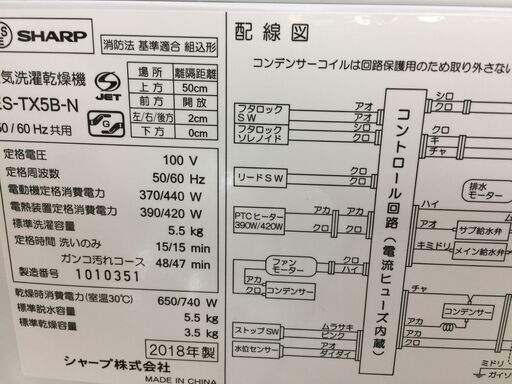 SHARP
消防法 基準適合 組込形
気洗濯乾燥機
ES-TX5B-N
50/60Hz共用
JET
場所 離隔距離
上方 50cm
前方 開放
左/右/後方 2cm
下方 0cm
G
定格電圧 100 V
定格周波数 50/60 Hz
電動機定格消費電力 370/440 W
電熱装置定格消費電力 390/420 W
標準洗濯容量 5.5 kg
定格時間 洗いのみ 15/15 min
ガンコ汚れコース 48/47 min
製造番号 1010351
乾燥時消費電力(室温30℃) 650/740 W
標準脱水容量 5.5 kg
標準乾燥容量 3.5 kg
シャープ株式会社 2018年製
MADE IN CHINA
配線図
コンデンサーコイルは回路保護用のため取り外さない
フタロック
SW
アオ
アオ
フタロック
ソレノイド
クロ
クロ
リードSW
クロ
クロ
PTCヒーター
390W/420W
アカ
アカ
クロ
クロ
ファン
モーター
クロ
ハイ
アカ
クロ
コンデンサー
ストップSW
ムラサキ
ピンク
水位センサー
アオ
ダイダイ
コントロール回路(電流ヒューズ内蔵)
シロ
クロ
キ
チャ
排水
モーター
ハイ
アオ
サブ給水弁
キミドリ
メイン給水弁
チャ
アカ
コンデンサー
クロ
ミドリ/キ
ガイソ